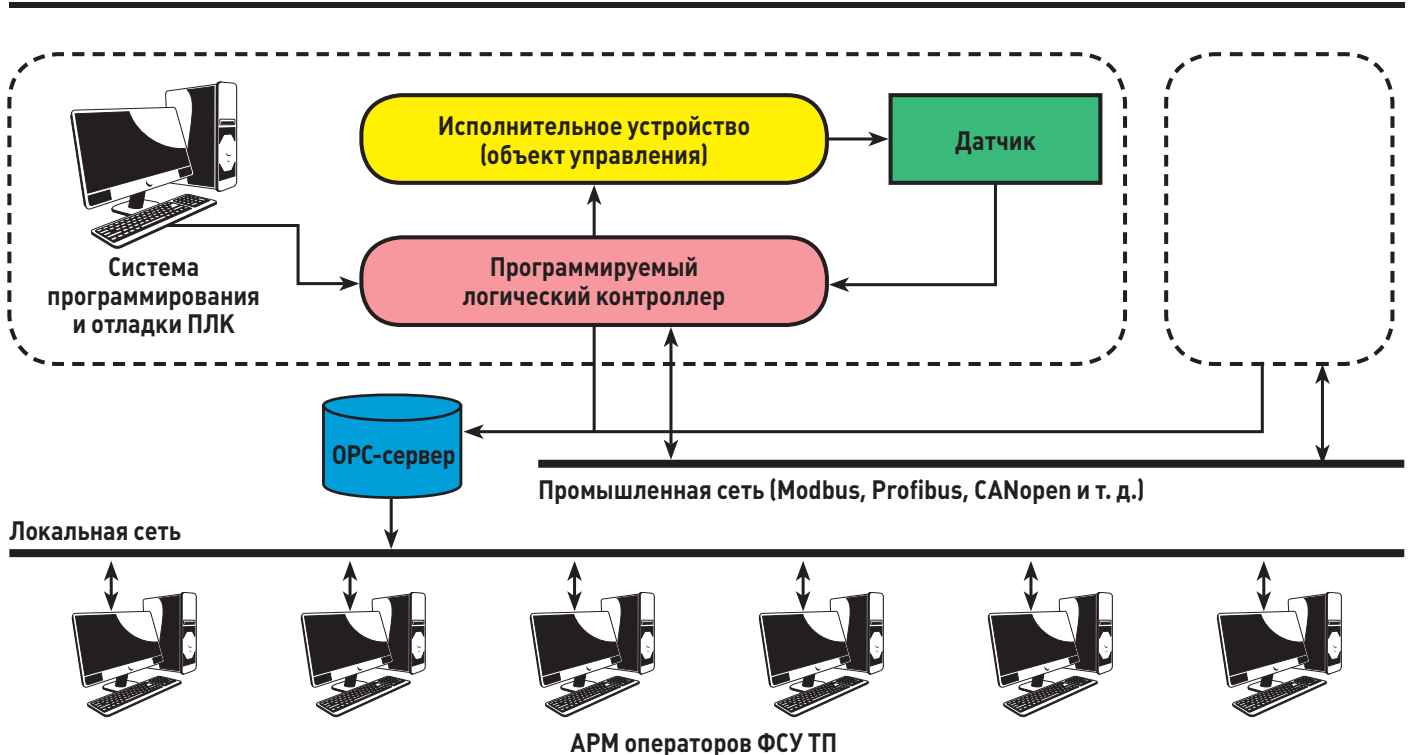 Исполнительное устройство
(объект управления)
Датчик
Система
программирования
и отладки ПЛК
Программируемый
логический контроллер
OPC-сервер
Промышленная сеть (Modbus, Profibus, CANopen и т. д.)
Локальная сеть
АРМ операторов ФСУ ТП